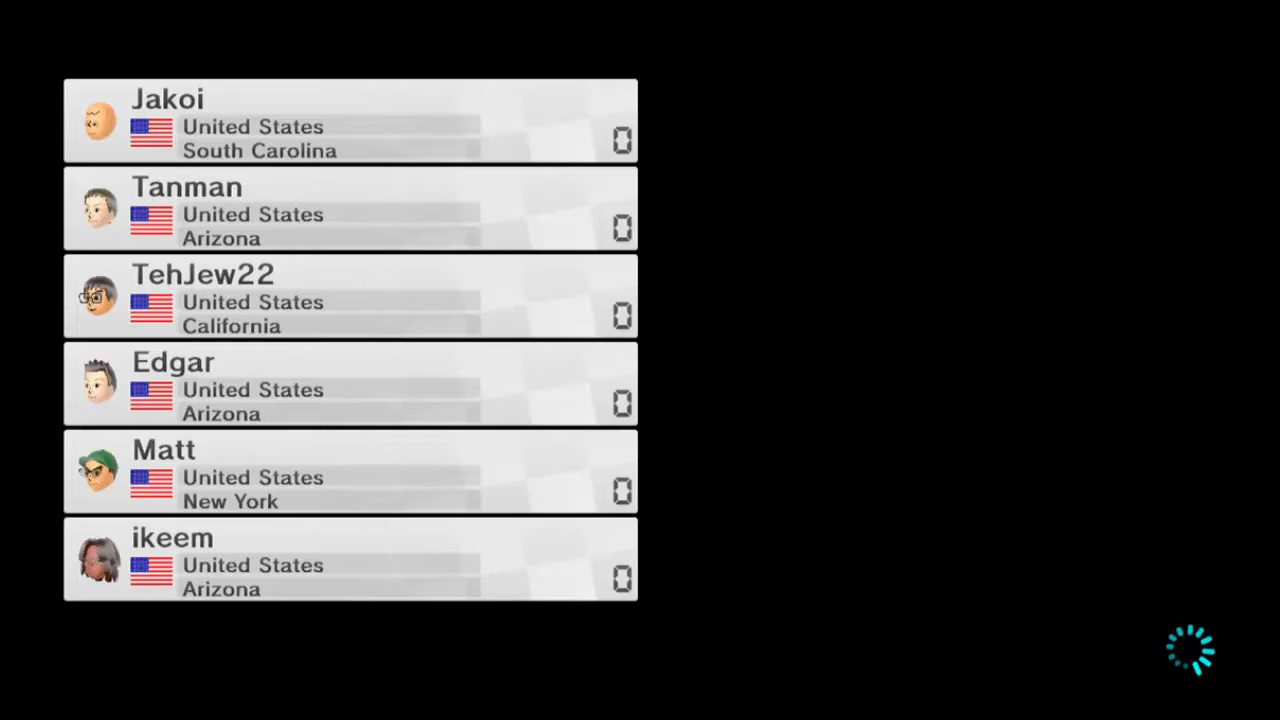 Jakoi
United States
South Carolina
0
Tanman
United States
Arizona
0
TehJew22
United States
California
0
Edgar
United States
Arizona
0
Matt
United States
New York
0
ikeem
United States
Arizona
0